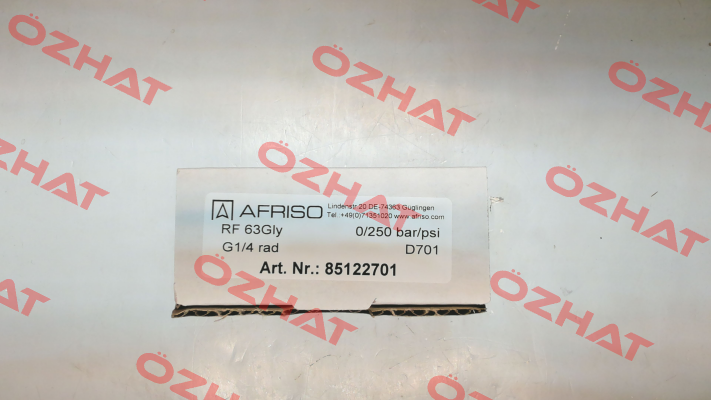 ÖZHAT
ÖZHAT
ÖZHAT
ÖZHAT
AFRISO
Lindenstr.20 DE-74363 Güglingen
Tel. +49(0)71351020 www.afriso.com
RF 63Gly 0/250 bar/psi
G1/4 rad D701
Art. Nr.: 85122701
ÖZHAT
ÖZHAT
ÖZHAT
ÖZHAT
ÖZHAT
ÖZHAT